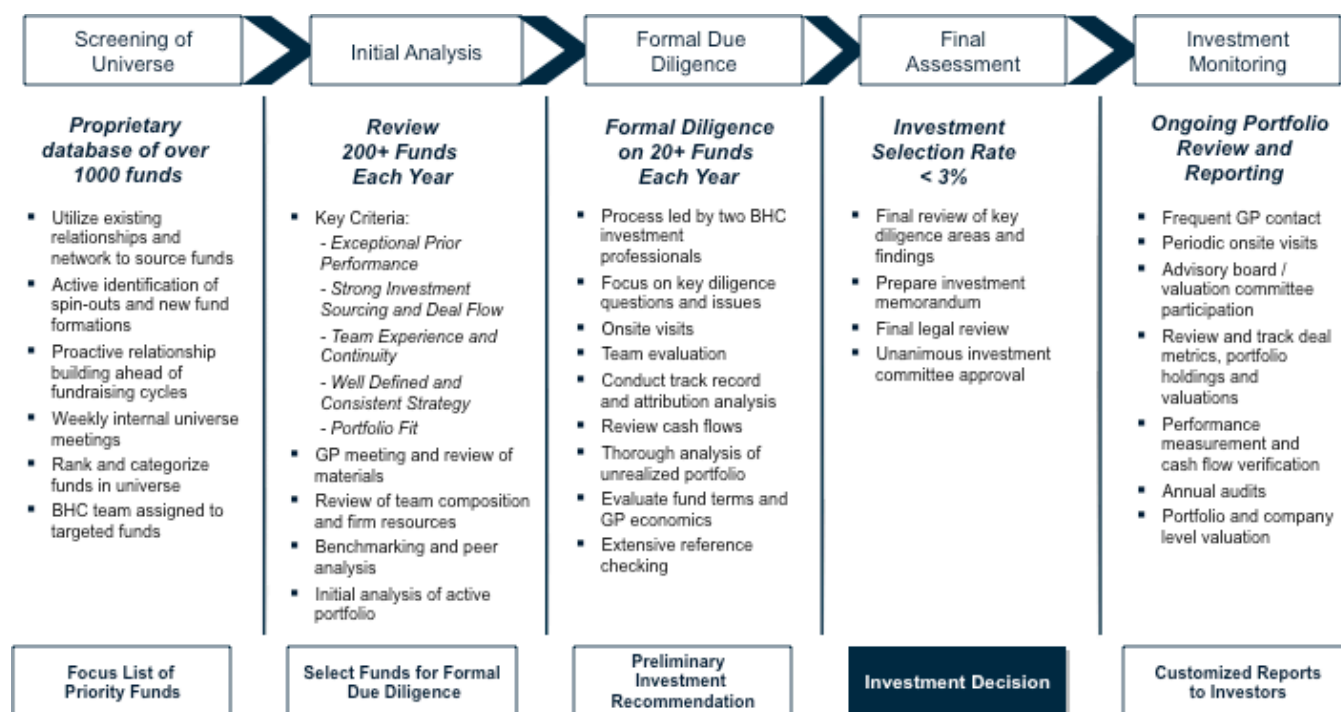 Screening of
Universe
Initial Analysis
Formal Due
Diligence
Final
Assessment
Investment
Monitoring
Proprietary
database of over
1000 funds
▪ Utilize existing
relationships and
network to source funds
▪ Active identification of
spin-outs and new fund
formations
▪ Proactive relationship
building ahead of
fundraising cycles
▪ Weekly internal universe
meetings
▪ Rank and categorize
funds in universe
▪ BHC team assigned to
targeted funds
Focus List of
Priority Funds
Review
200+ Funds
Each Year
▪ Key Criteria:
- Exceptional Prior
Performance
- Strong Investment
Sourcing and Deal Flow
- Team Experience and
Continuity
- Well Defined and
Consistent Strategy
- Portfolio Fit
▪ GP meeting and review of
materials
▪ Review of team composition
and firm resources
▪ Benchmarking and peer
analysis
▪ Initial analysis of active
portfolio
Select Funds for Formal
Due Diligence
Formal Diligence
on 20+ Funds
Each Year
▪ Process led by two BHC
investment
professionals
▪ Focus on key diligence
questions and issues
▪ Onsite visits
▪ Team evaluation
▪ Conduct track record
and attribution analysis
▪ Review cash flows
▪ Thorough analysis of
unrealized portfolio
▪ Evaluate fund terms and
GP economics
▪ Extensive reference
checking
Preliminary
Investment
Recommendation
Investment
Selection Rate
< 3%
▪ Final review of key
diligence areas and
findings
▪ Prepare investment
memorandum
▪ Final legal review
▪ Unanimous investment
committee approval
Investment Decision
Ongoing Portfolio
Review and
Reporting
▪ Frequent GP contact
▪ Periodic onsite visits
▪ Advisory board /
valuation committee
participation
▪ Review and track deal
metrics, portfolio
holdings and
valuations
▪ Performance
measurement and
cash flow verification
▪ Annual audits
▪ Portfolio and company
level valuation
Customized Reports
to Investors